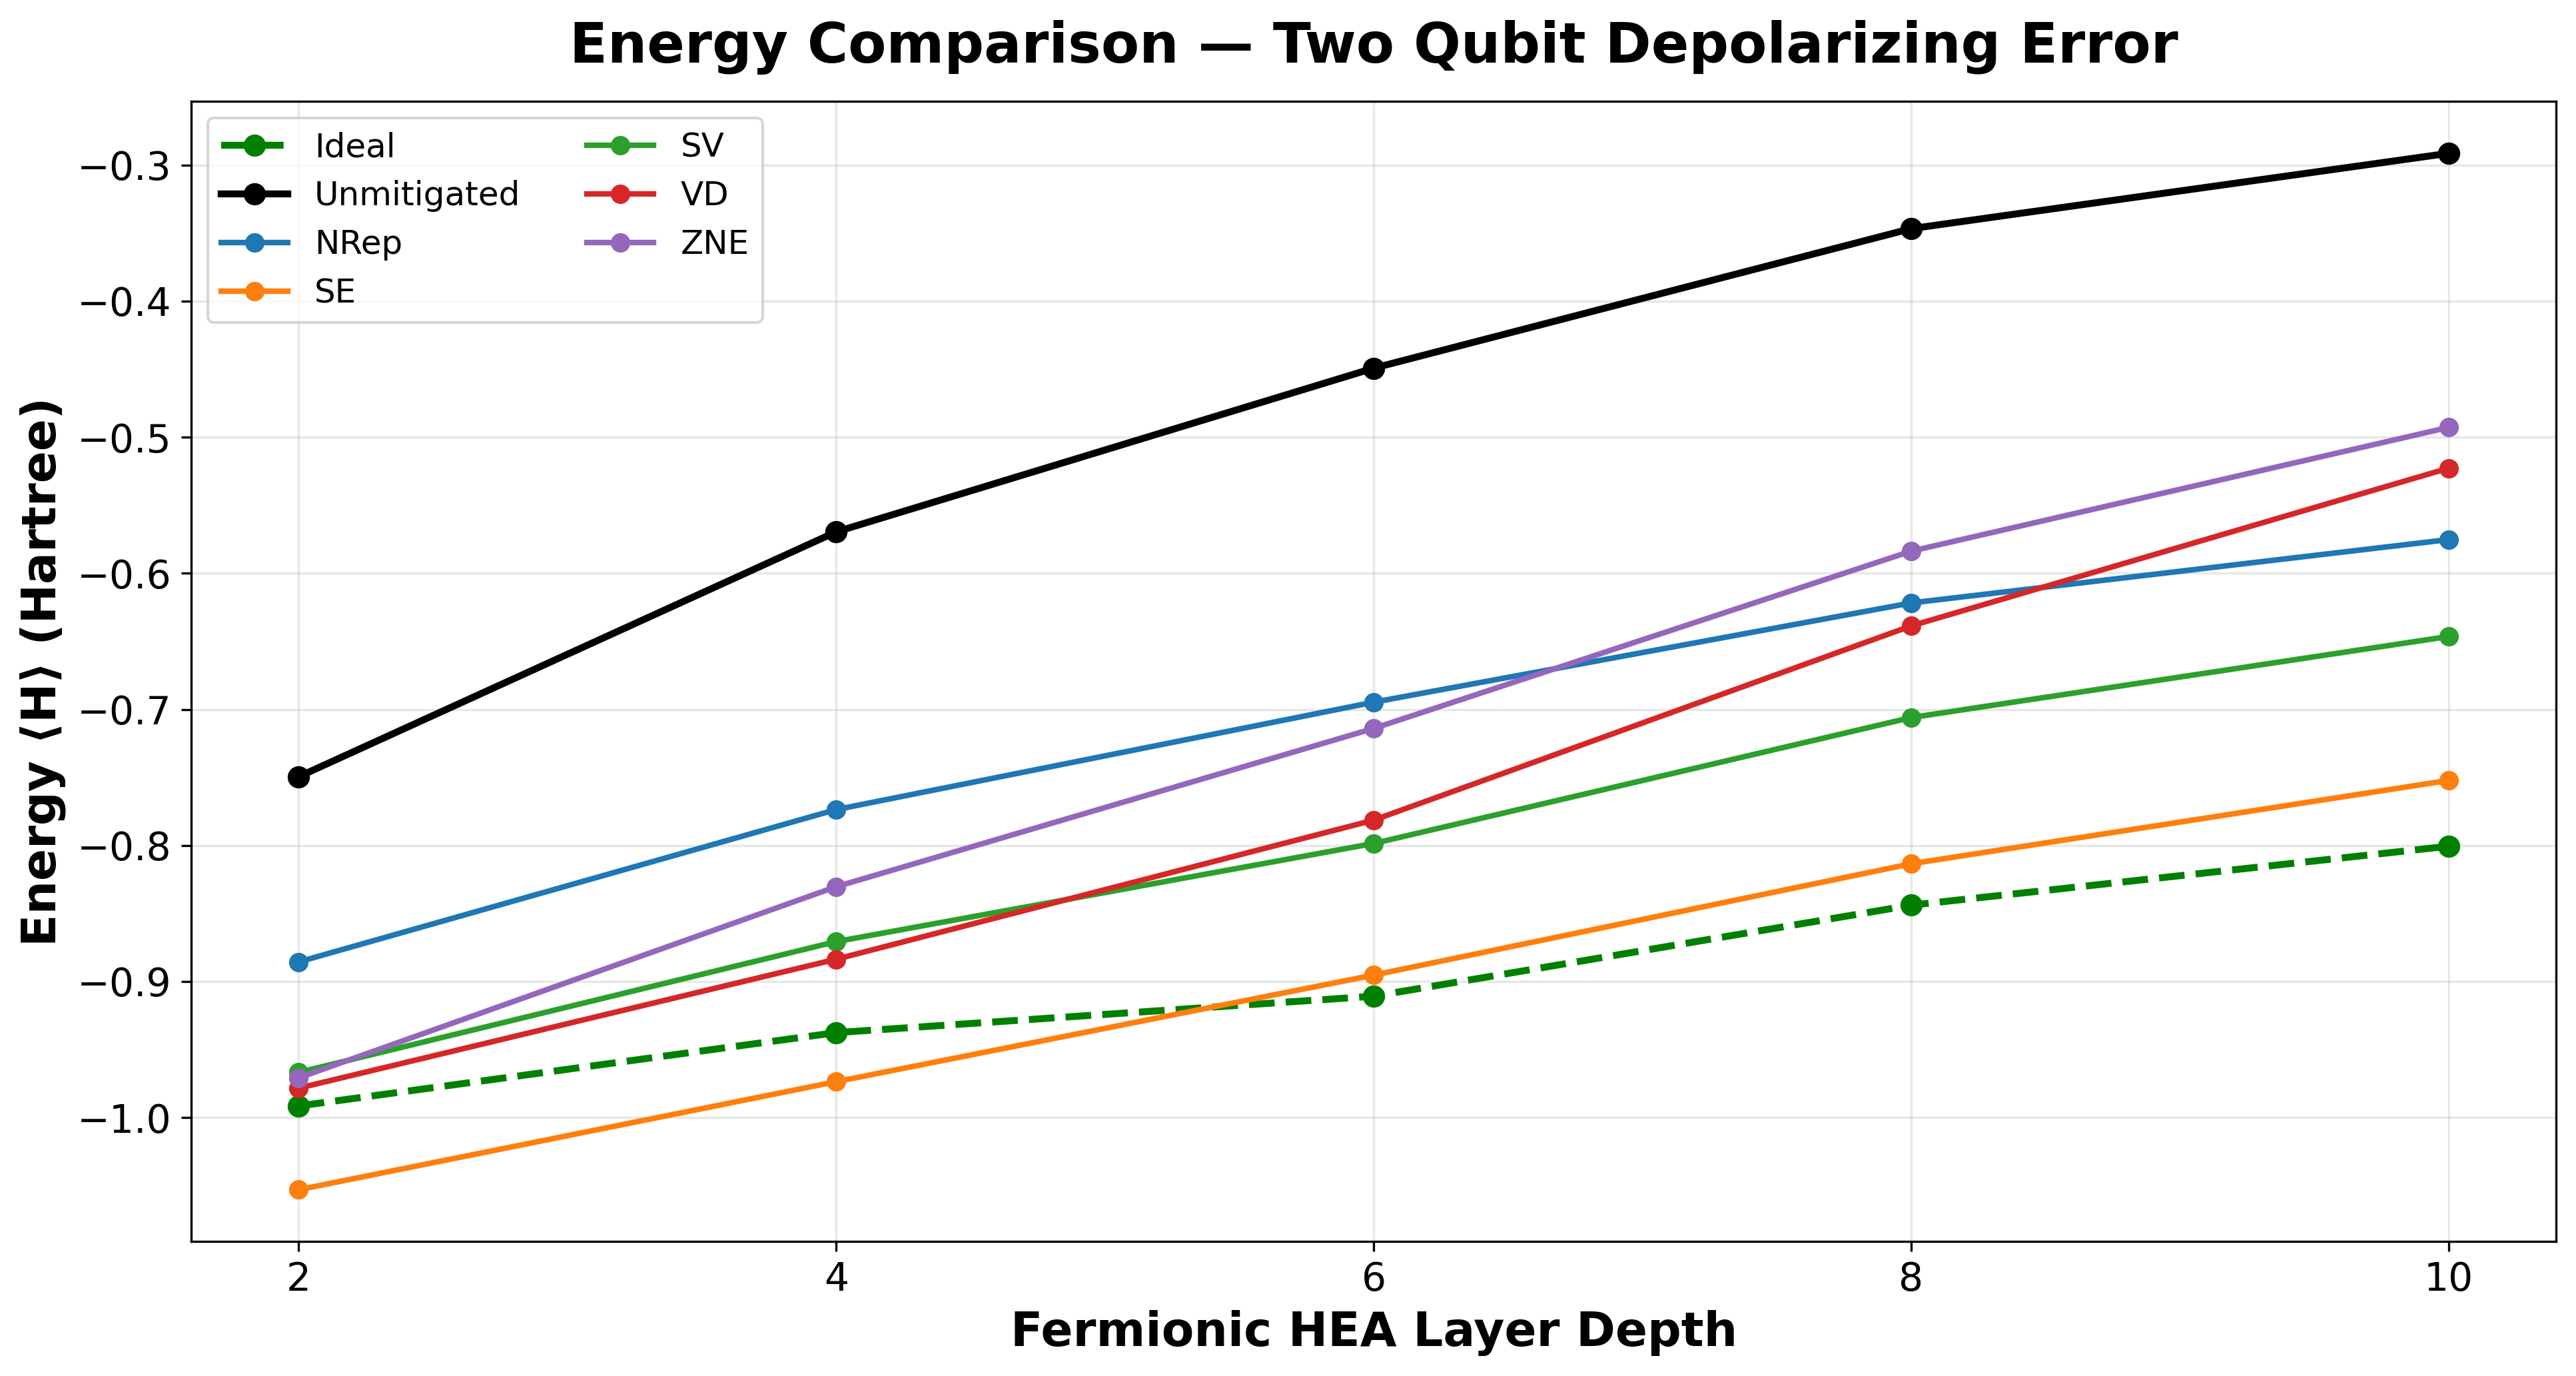 Energy Comparison — Two Qubit Depolarizing Error
Ideal
Unmitigated
NRep
SE
SV
VD
ZNE
Energy ⟨H⟩ (Hartree)
−0.3
−0.4
−0.5
−0.6
−0.7
−0.8
−0.9
−1.0
2 4 6 8 10
Fermionic HEA Layer Depth